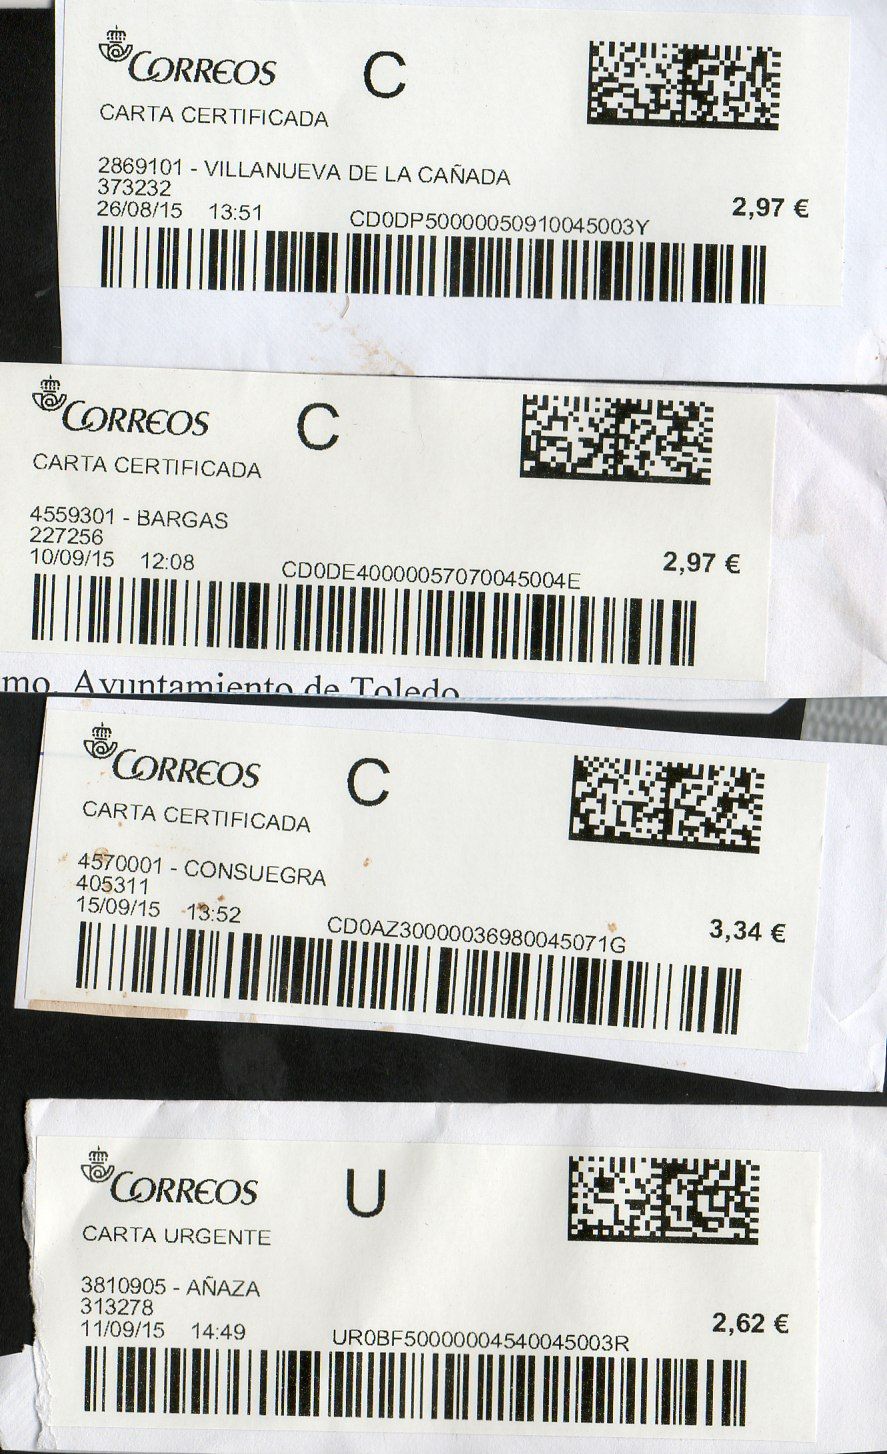 CORREOS C
CARTA CERTIFICADA
2869101 - VILLANUEVA DE LA CAÑADA
373232
26/08/15 13:51 CD0DP50000050910045003Y 2,97 €
CORREOS C
CARTA CERTIFICADA
4559301 - BARGAS
227256
10/09/15 12:08 CD0DE40000057070045004E 2,97 €
mo. Ayuntamiento de Toledo
CORREOS C
CARTA CERTIFICADA
4570001 - CONSUEGRA
405311
15/09/15 13:52 CD0AZ30000036980045071G 3,34 €
CORREOS U
CARTA URGENTE
3810905 - AÑAZA
313278
11/09/15 14:49 UR0BF50000004540045003R 2,62 €